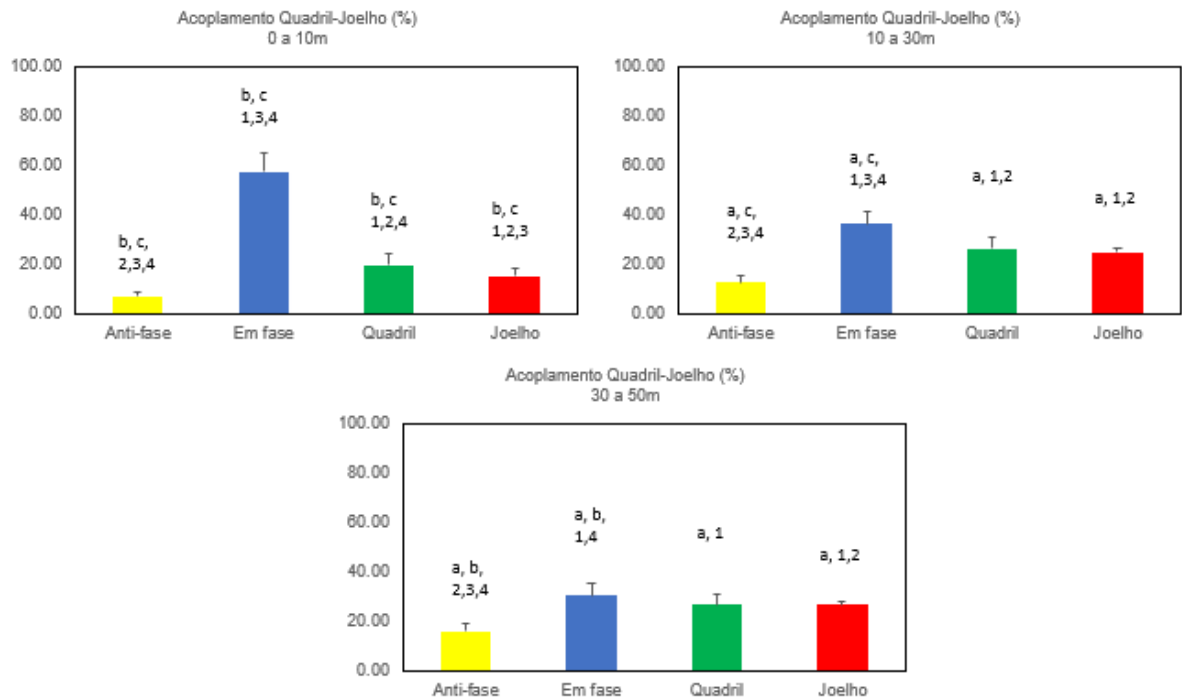 Acoplamento Quadril-Joelho (%)
0 a 10m
100.00
80.00
60.00
40.00
20.00
0.00
b, c,
2,3,4
b, c
1,3,4
b, c
1,2,4
b, c
1,2,3
Anti-fase Em fase Quadril Joelho
Acoplamento Quadril-Joelho (%)
10 a 30m
100.00
80.00
60.00
40.00
20.00
0.00
a, c,
2,3,4
a, c,
1,3,4
a, 1,2
a, 1,2
Anti-fase Em fase Quadril Joelho
Acoplamento Quadril-Joelho (%)
30 a 50m
100.00
80.00
60.00
40.00
20.00
0.00
a, b,
2,3,4
a, b,
1,4
a, 1
a, 1,2
Anti-fase Em fase Quadril Joelho